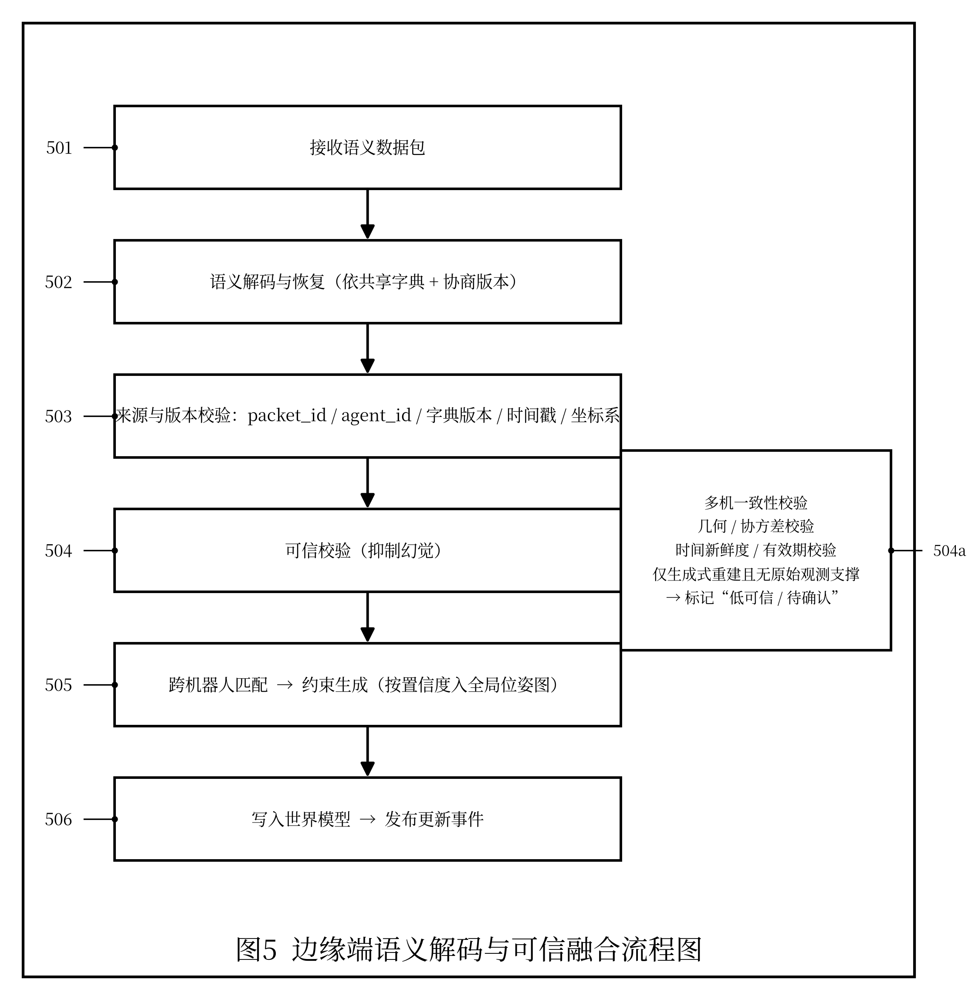 501
接收语义数据包
502
语义解码与恢复（依共享字典 + 协商版本）
503
来源与版本校验：packet_id / agent_id / 字典版本 / 时间戳 / 坐标系
504
可信校验（抑制幻觉）
多机一致性校验
几何 / 协方差校验
时间新鲜度 / 有效期校验
仅生成式重建且无原始观测支撑
→ 标记“低可信 / 待确认”
504a
505
跨机器人匹配 → 约束生成（按置信度入全局位姿图）
506
写入世界模型 → 发布更新事件
图5 边缘端语义解码与可信融合流程图